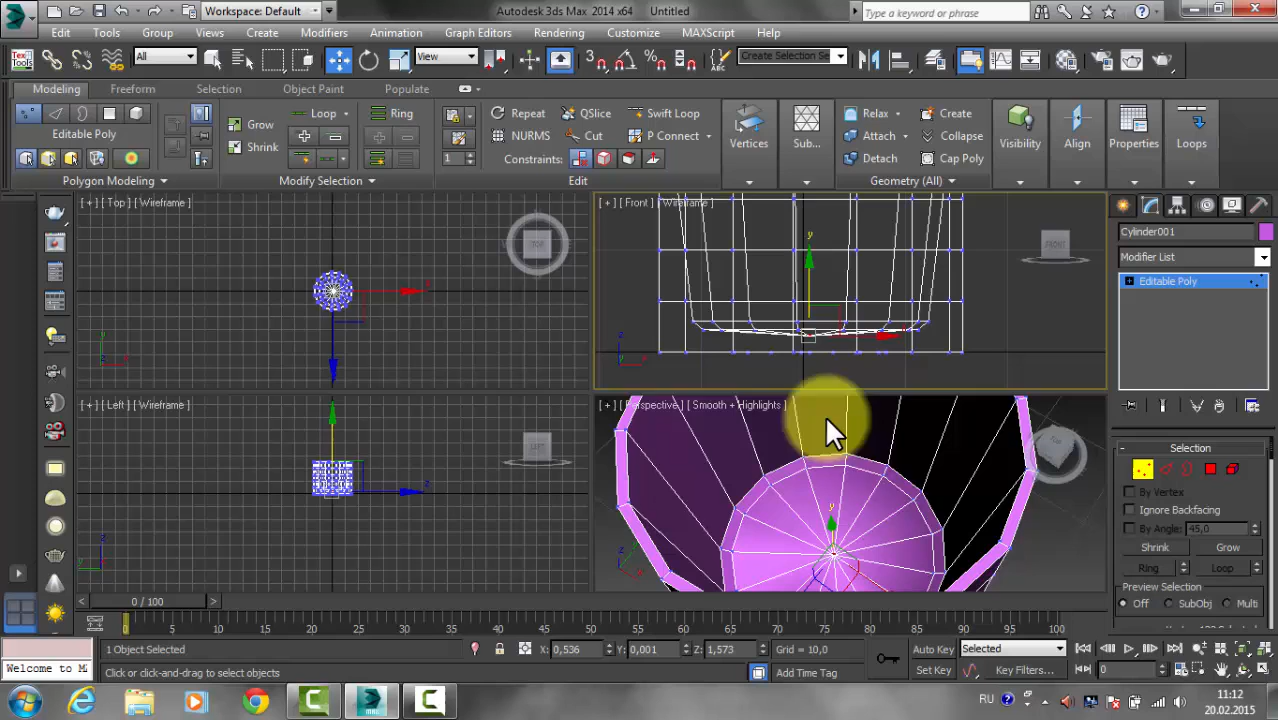 Workspace: Default
Autodesk 3ds Max 2014 x64
Untitled
Type a keyword or phrase
Edit
Tools
Group
Views
Create
Modifiers
Animation
Graph Editors
Rendering
Customize
MAXScript
Help
All
View
Create Selection Se
Modeling
Freeform
Selection
Object Paint
Populate
Editable Poly
Polygon Modeling
Grow
Shrink
Loop
Ring
Modify Selection
1
Repeat
QSlice
Swift Loop
NURMS
Cut
P Connect
Constraints:
Edit
Vertices
Sub...
Relax
Create
Attach
Collapse
Detach
Cap Poly
Geometry (All)
Visibility
Align
Properties
Loops
[ + ] [ Top ] [ Wireframe ]
TOP
[ + ] [ Front ] [ Wireframe ]
FRONT
[ + ] [ Left ] [ Wireframe ]
LEFT
[ + ] [ Perspective ] [ Smooth + Highlights ]
Cylinder001
Modifier List
Editable Poly
Selection
By Vertex
Ignore Backfacing
By Angle: 45,0
Shrink
Grow
Ring
Loop
Preview Selection
Off
SubObj
Multi
0 / 100
0 5 10 15 20 25 30 35 40 45 50 55 60 65 70 75 80 85 90 95 100
1 Object Selected
X: 0,536
Y: 0,001
Z: 1,573
Grid = 10,0
Auto Key
Selected
Welcome to M
Click or click-and-drag to select objects
Add Time Tag
Set Key
Key Filters...
0
RU
11:12
20.02.2015